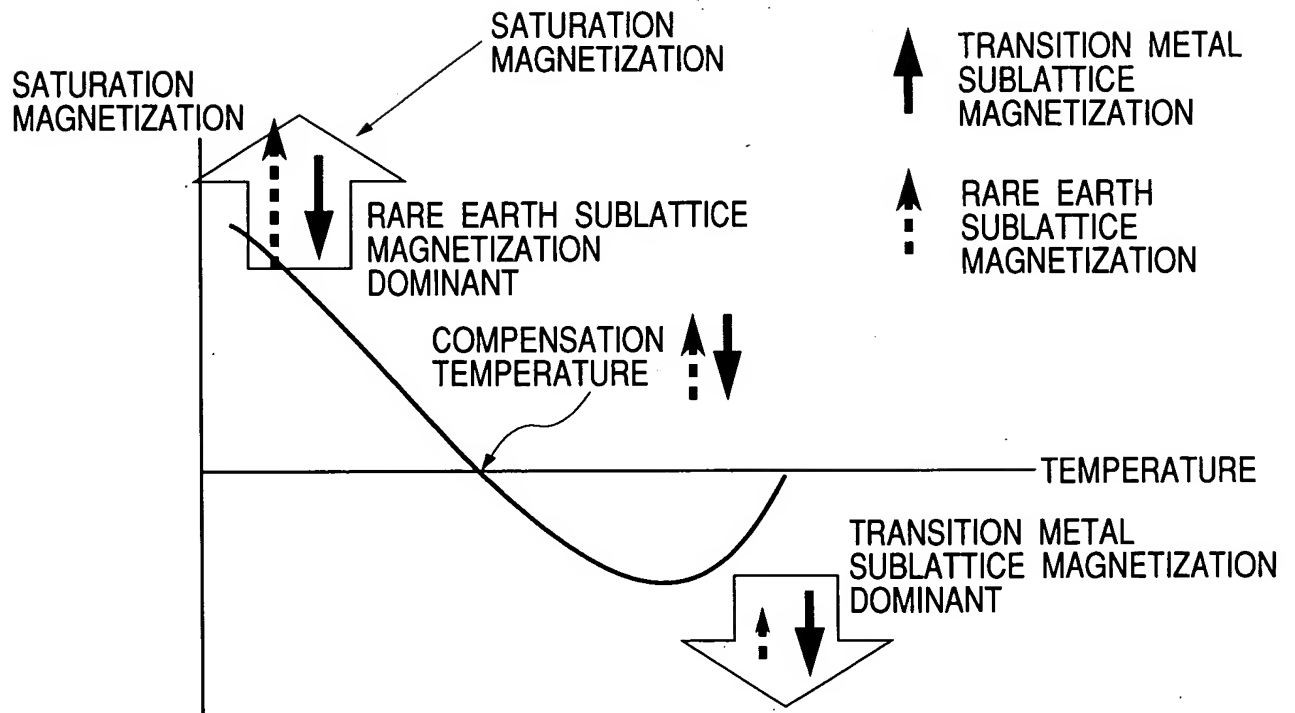 SATURATION
MAGNETIZATION
SATURATION
MAGNETIZATION
TRANSITION METAL
SUBLATTICE
MAGNETIZATION
RARE EARTH
SUBLATTICE
MAGNETIZATION
RARE EARTH SUBLATTICE
MAGNETIZATION
DOMINANT
COMPENSATION
TEMPERATURE
TEMPERATURE
TRANSITION METAL
SUBLATTICE MAGNETIZATION
DOMINANT